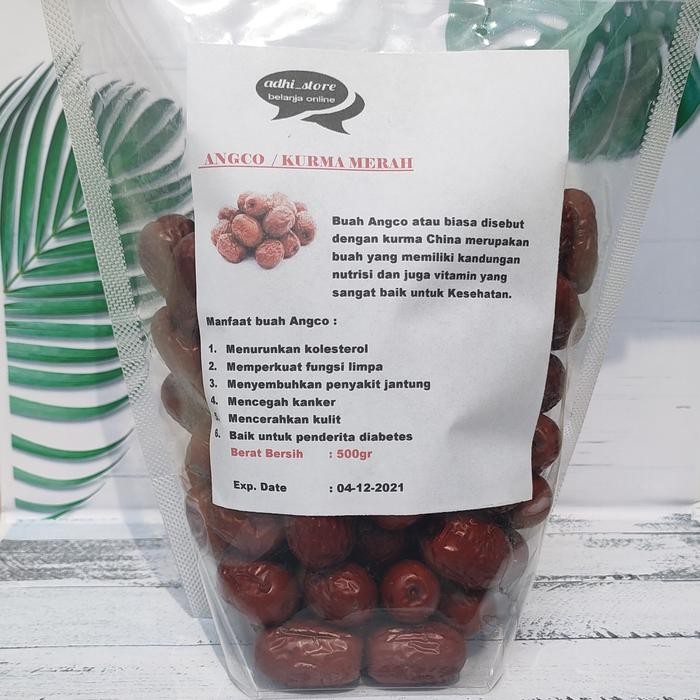 adhi_store
belanja online
ANGCO / KURMA MERAH
Buah Angco atau biasa disebut
dengan kurma China merupakan
buah yang memiliki kandungan
nutrisi dan juga vitamin yang
sangat baik untuk Kesehatan.
Manfaat buah Angco :
1. Menurunkan kolesterol
2. Memperkuat fungsi limpa
3. Menyembuhkan penyakit jantung
4. Mencegah kanker
5. Mencerahkan kulit
6. Baik untuk penderita diabetes
Berat Bersih : 500gr
Exp. Date : 04-12-2021